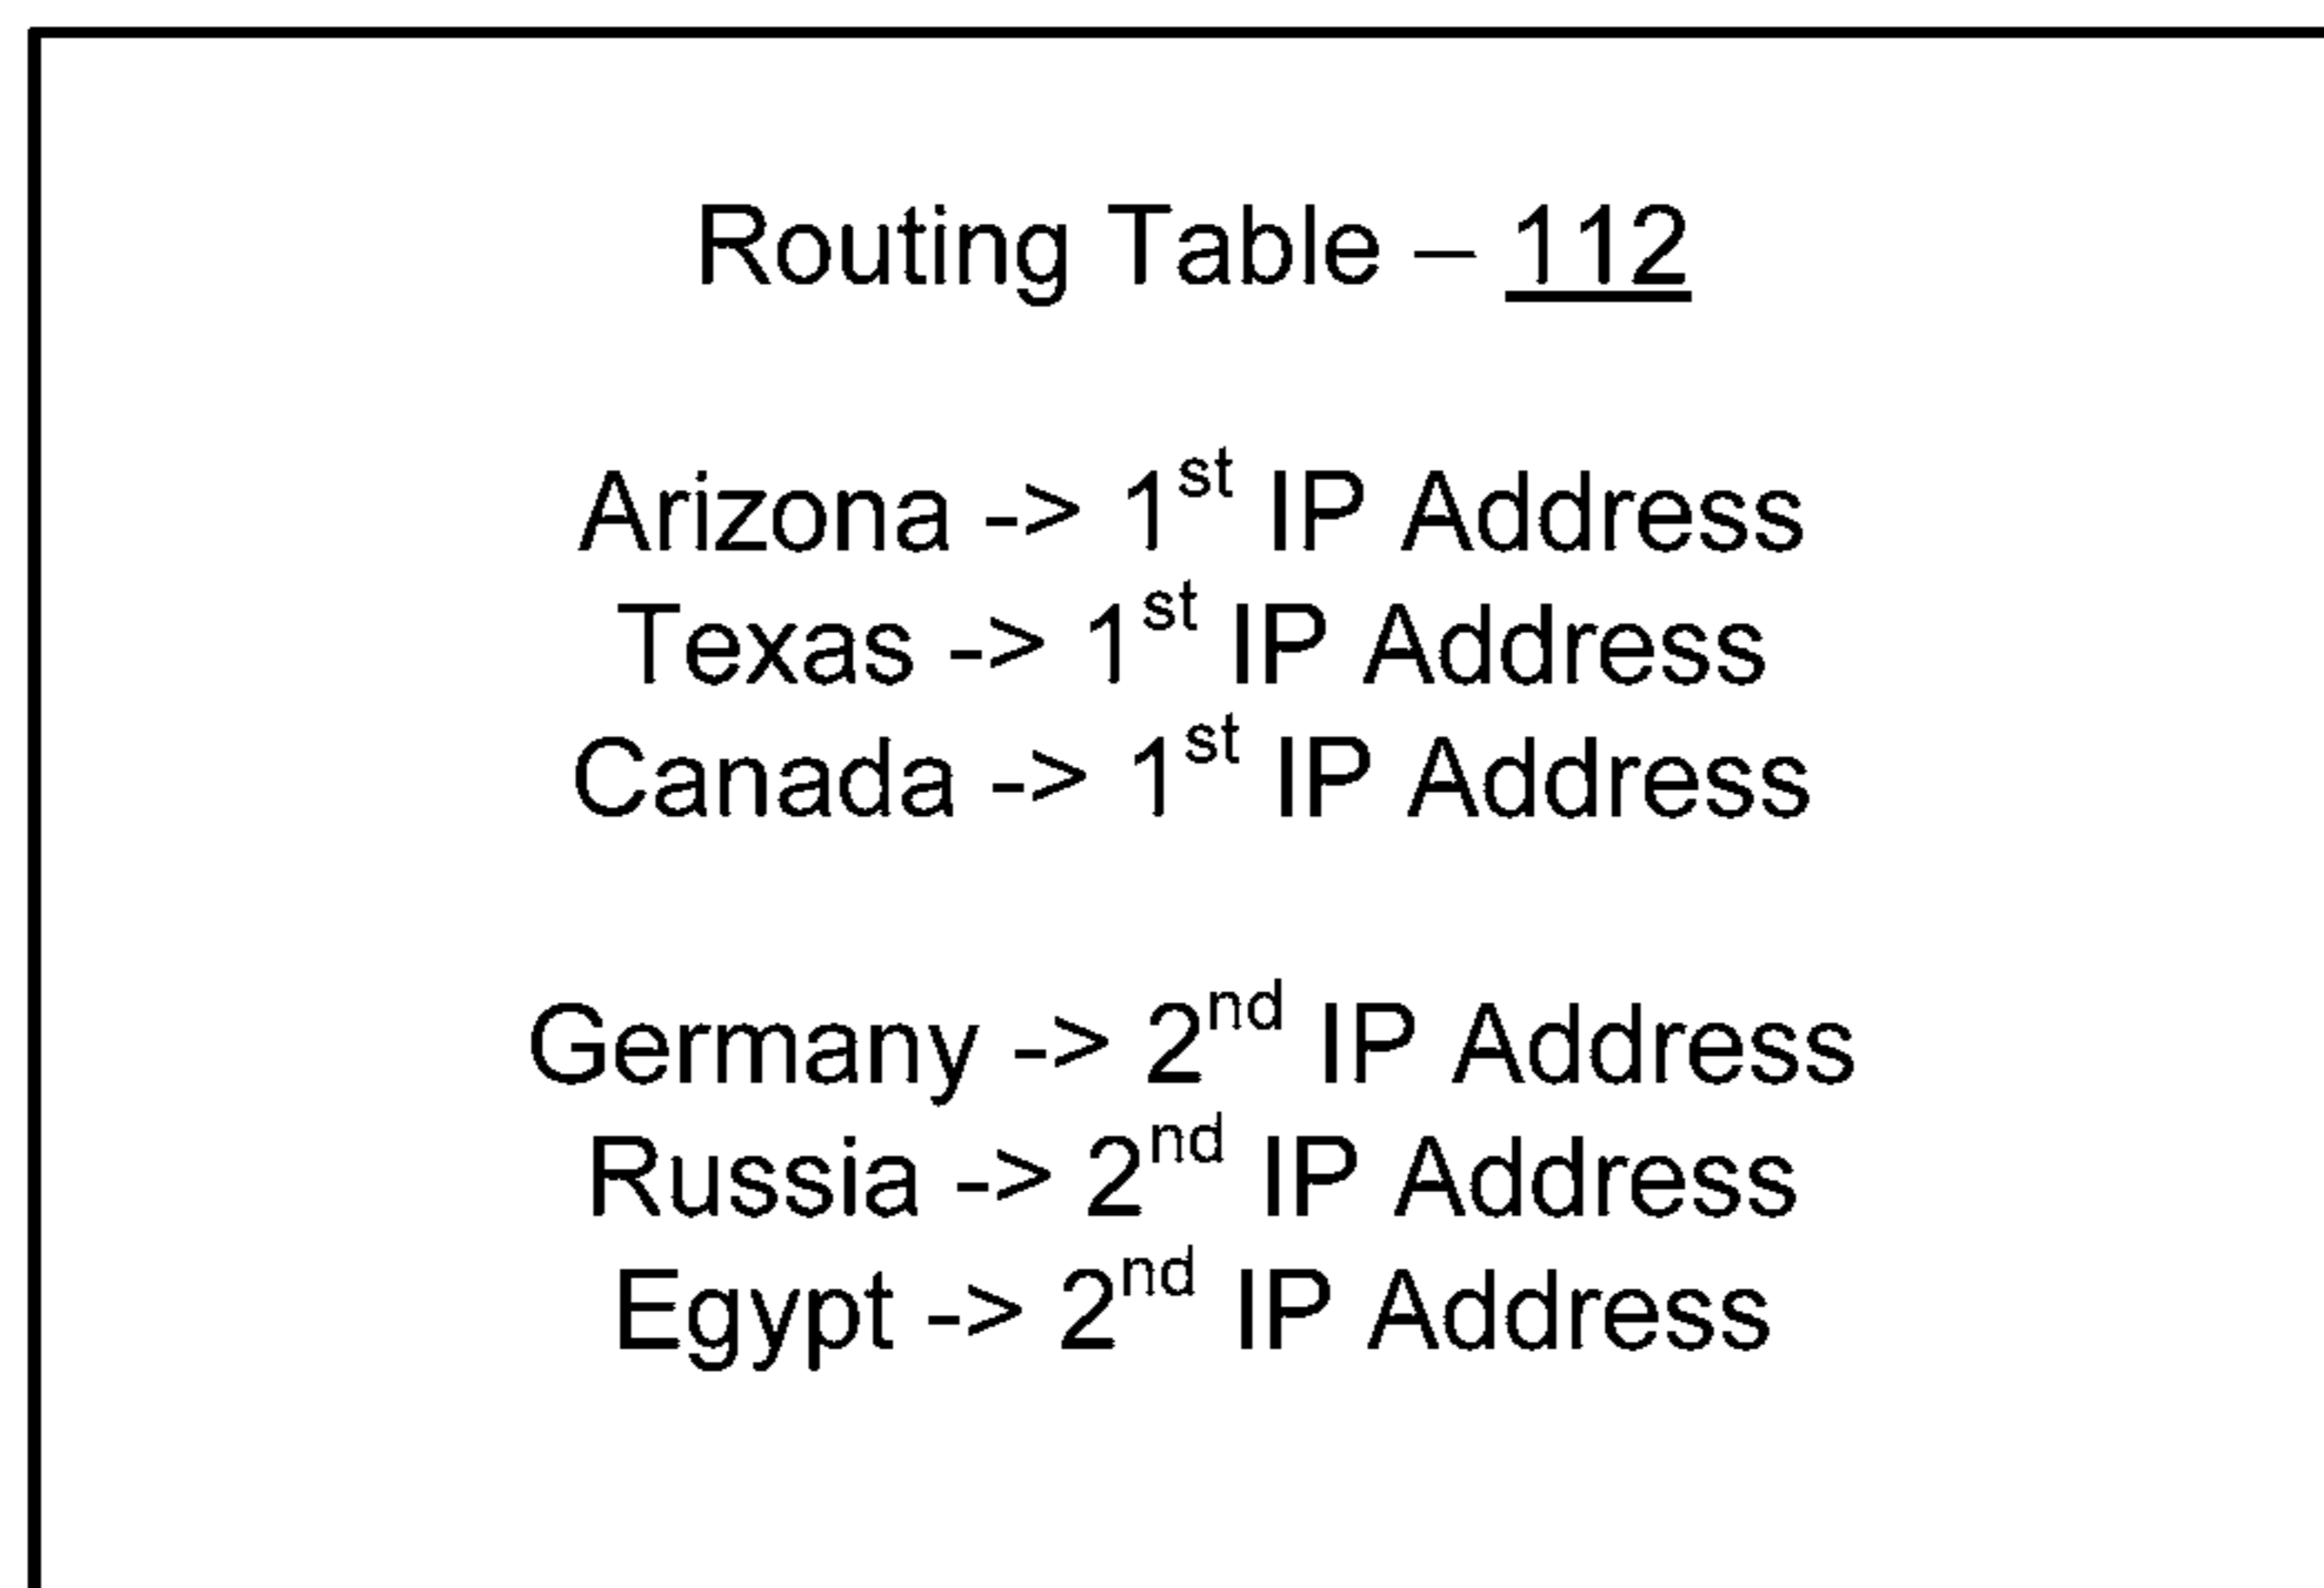 Routing Table – 112
Arizona -> 1st IP Address
Texas -> 1st IP Address
Canada -> 1st IP Address
Germany -> 2nd IP Address
Russia -> 2nd IP Address
Egypt -> 2nd IP Address